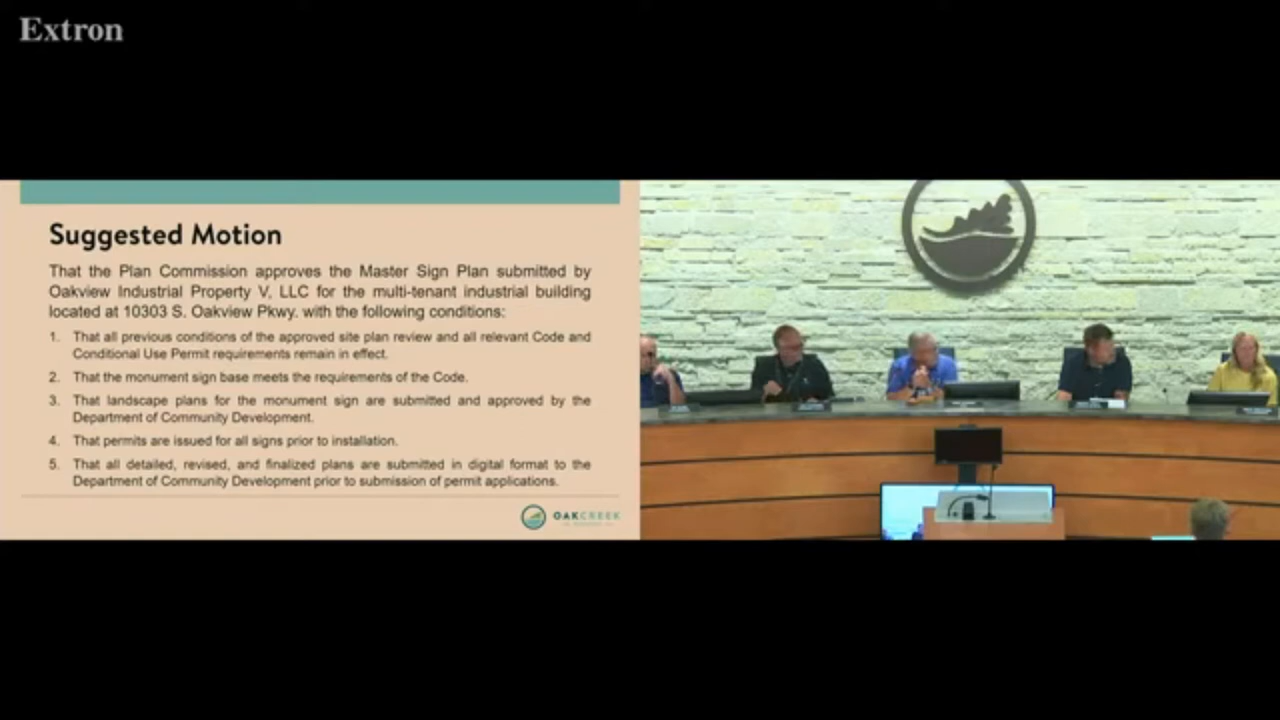 Extron
Suggested Motion
That the Plan Commission approves the Master Sign Plan submitted by
Oakview Industrial Property V, LLC for the multi-tenant industrial building
located at 10303 S. Oakview Pkwy. with the following conditions:
1. That all previous conditions of the approved site plan review and all relevant Code and
Conditional Use Permit requirements remain in effect.
2. That the monument sign base meets the requirements of the Code.
3. That landscape plans for the monument sign are submitted and approved by the
Department of Community Development.
4. That permits are issued for all signs prior to installation.
5. That all detailed, revised, and finalized plans are submitted in digital format to the
Department of Community Development prior to submission of permit applications.
OAKCREEK